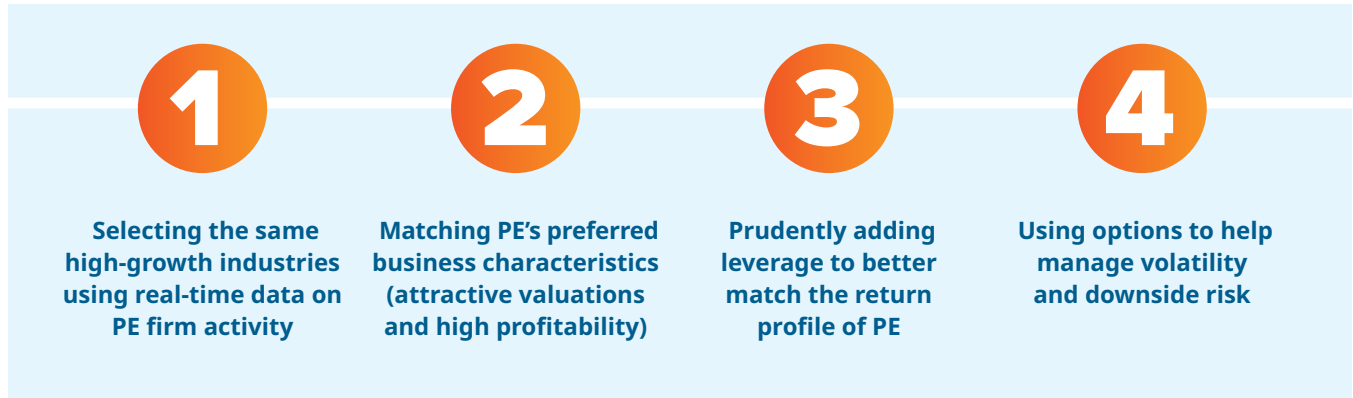 1
Selecting the same
high-growth industries
using real-time data on
PE firm activity
2
Matching PE’s preferred
business characteristics
(attractive valuations
and high profitability)
3
Prudently adding
leverage to better
match the return
profile of PE
4
Using options to help
manage volatility
and downside risk